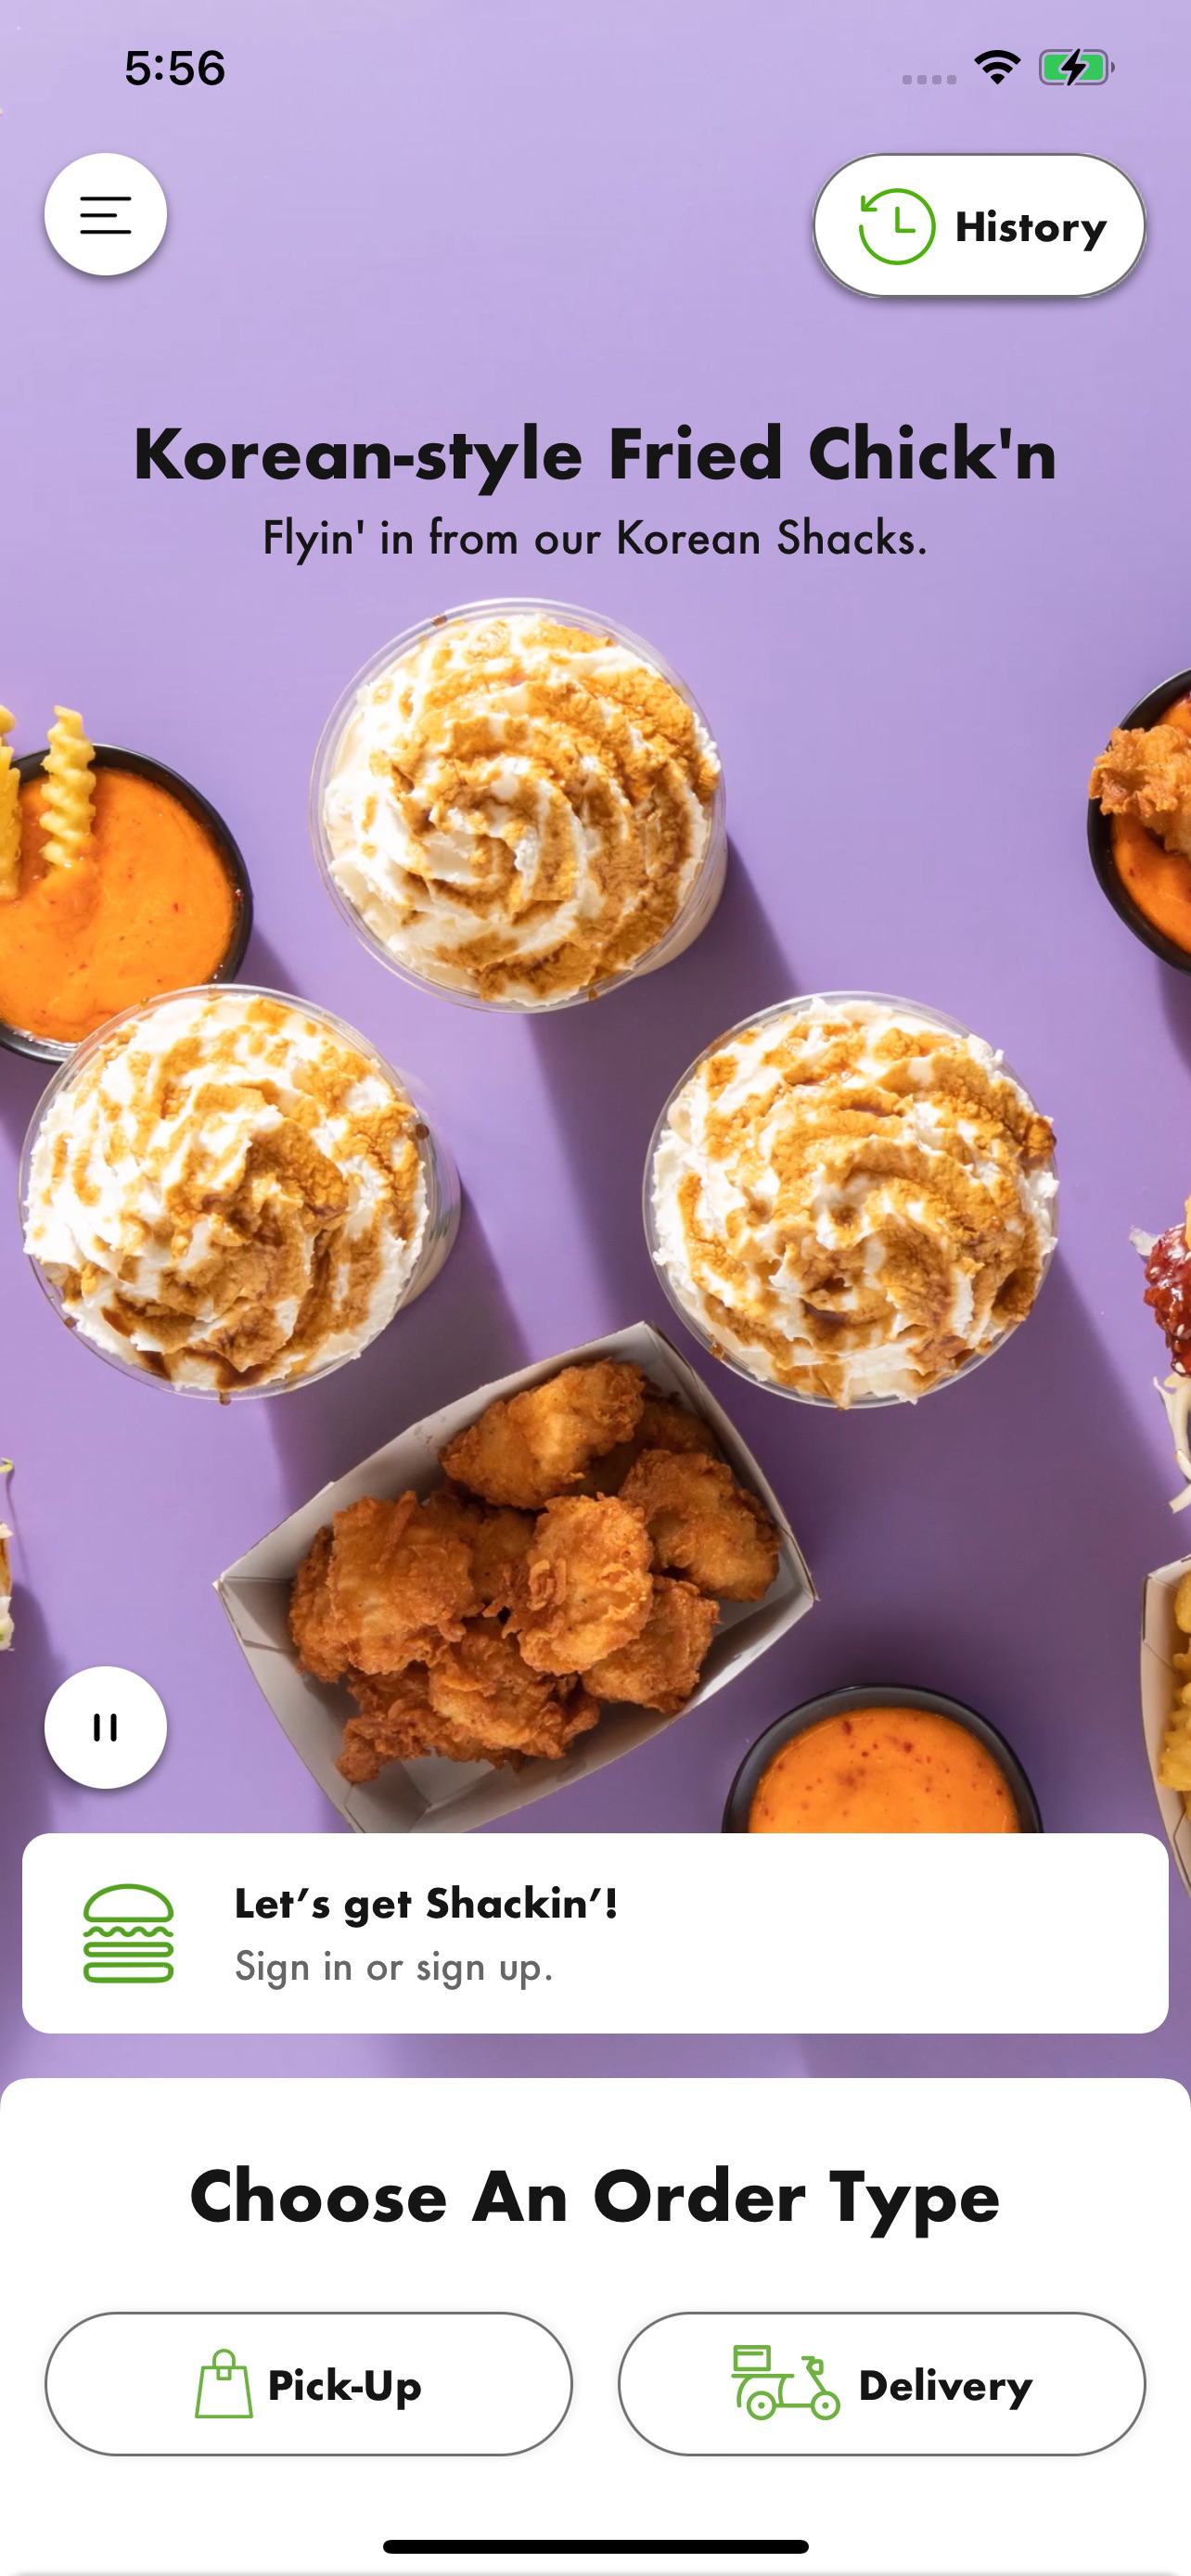 5:56
History
Korean-style Fried Chick'n
Flyin' in from our Korean Shacks.
Let’s get Shackin’!
Sign in or sign up.
Choose An Order Type
Pick-Up
Delivery